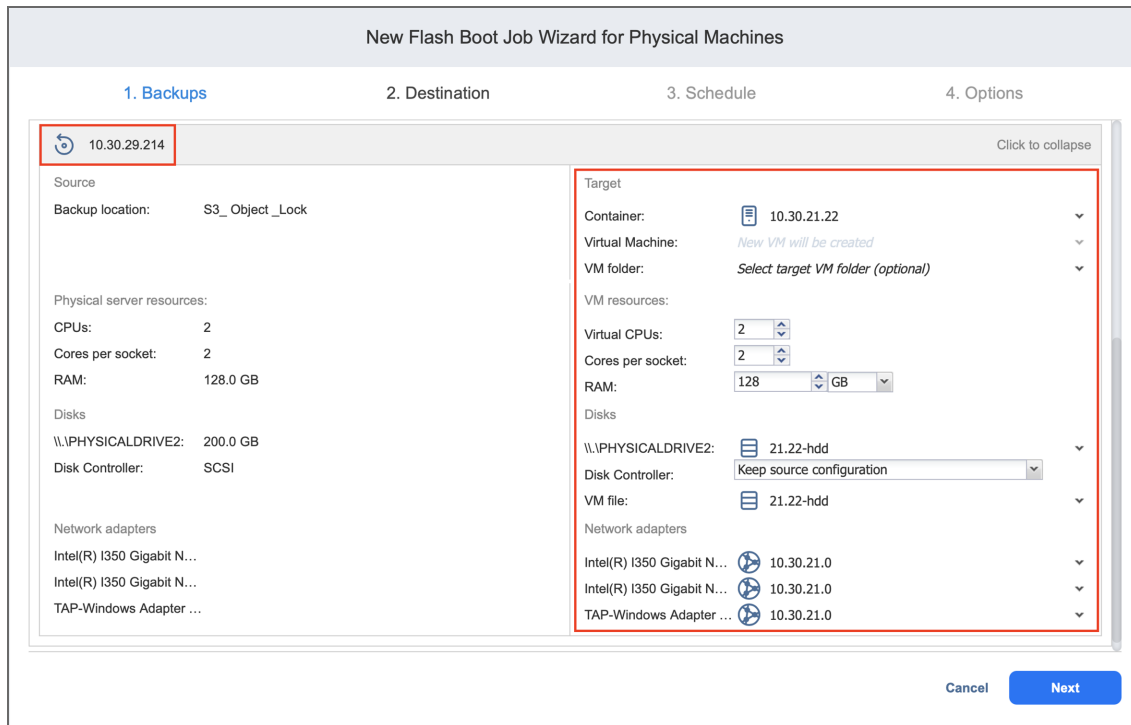 New Flash Boot Job Wizard for Physical Machines
1. Backups
2. Destination
3. Schedule
4. Options
10.30.29.214
Click to collapse
Source
Backup location: S3_ Object _Lock
Physical server resources:
CPUs: 2
Cores per socket: 2
RAM: 128.0 GB
Disks
\\.\PHYSICALDRIVE2: 200.0 GB
Disk Controller: SCSI
Network adapters
Intel(R) I350 Gigabit N...
Intel(R) I350 Gigabit N...
TAP-Windows Adapter ...
Target
Container: 10.30.21.22
Virtual Machine: New VM will be created
VM folder: Select target VM folder (optional)
VM resources:
Virtual CPUs: 2
Cores per socket: 2
RAM: 128 GB
Disks
\\.\PHYSICALDRIVE2: 21.22-hdd
Disk Controller: Keep source configuration
VM file: 21.22-hdd
Network adapters
Intel(R) I350 Gigabit N... 10.30.21.0
Intel(R) I350 Gigabit N... 10.30.21.0
TAP-Windows Adapter ... 10.30.21.0
Cancel
Next